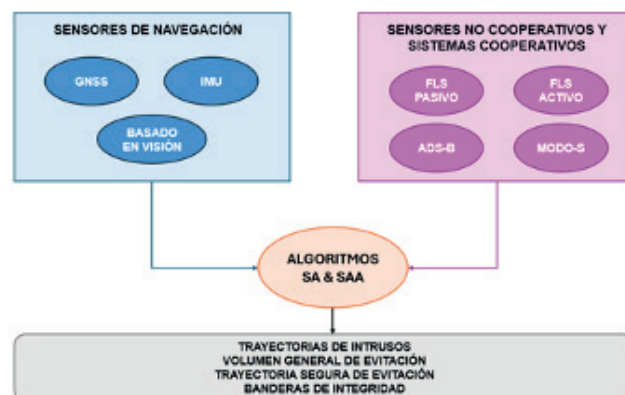 SENSORES DE NAVEGACIÓN
GNSS
IMU
BASADO
EN VISIÓN
SENSORES NO COOPERATIVOS Y
SISTEMAS COOPERATIVOS
FLS
PASIVO
FLS
ACTIVO
ADS-B
MODO-S
ALGORITMOS
SA & SAA
TRAYECTORIAS DE INTRUSOS
VOLUMEN GENERAL DE EVITACIÓN
TRAYECTORIA SEGURA DE EVITACIÓN
BANDERAS DE INTEGRIDAD